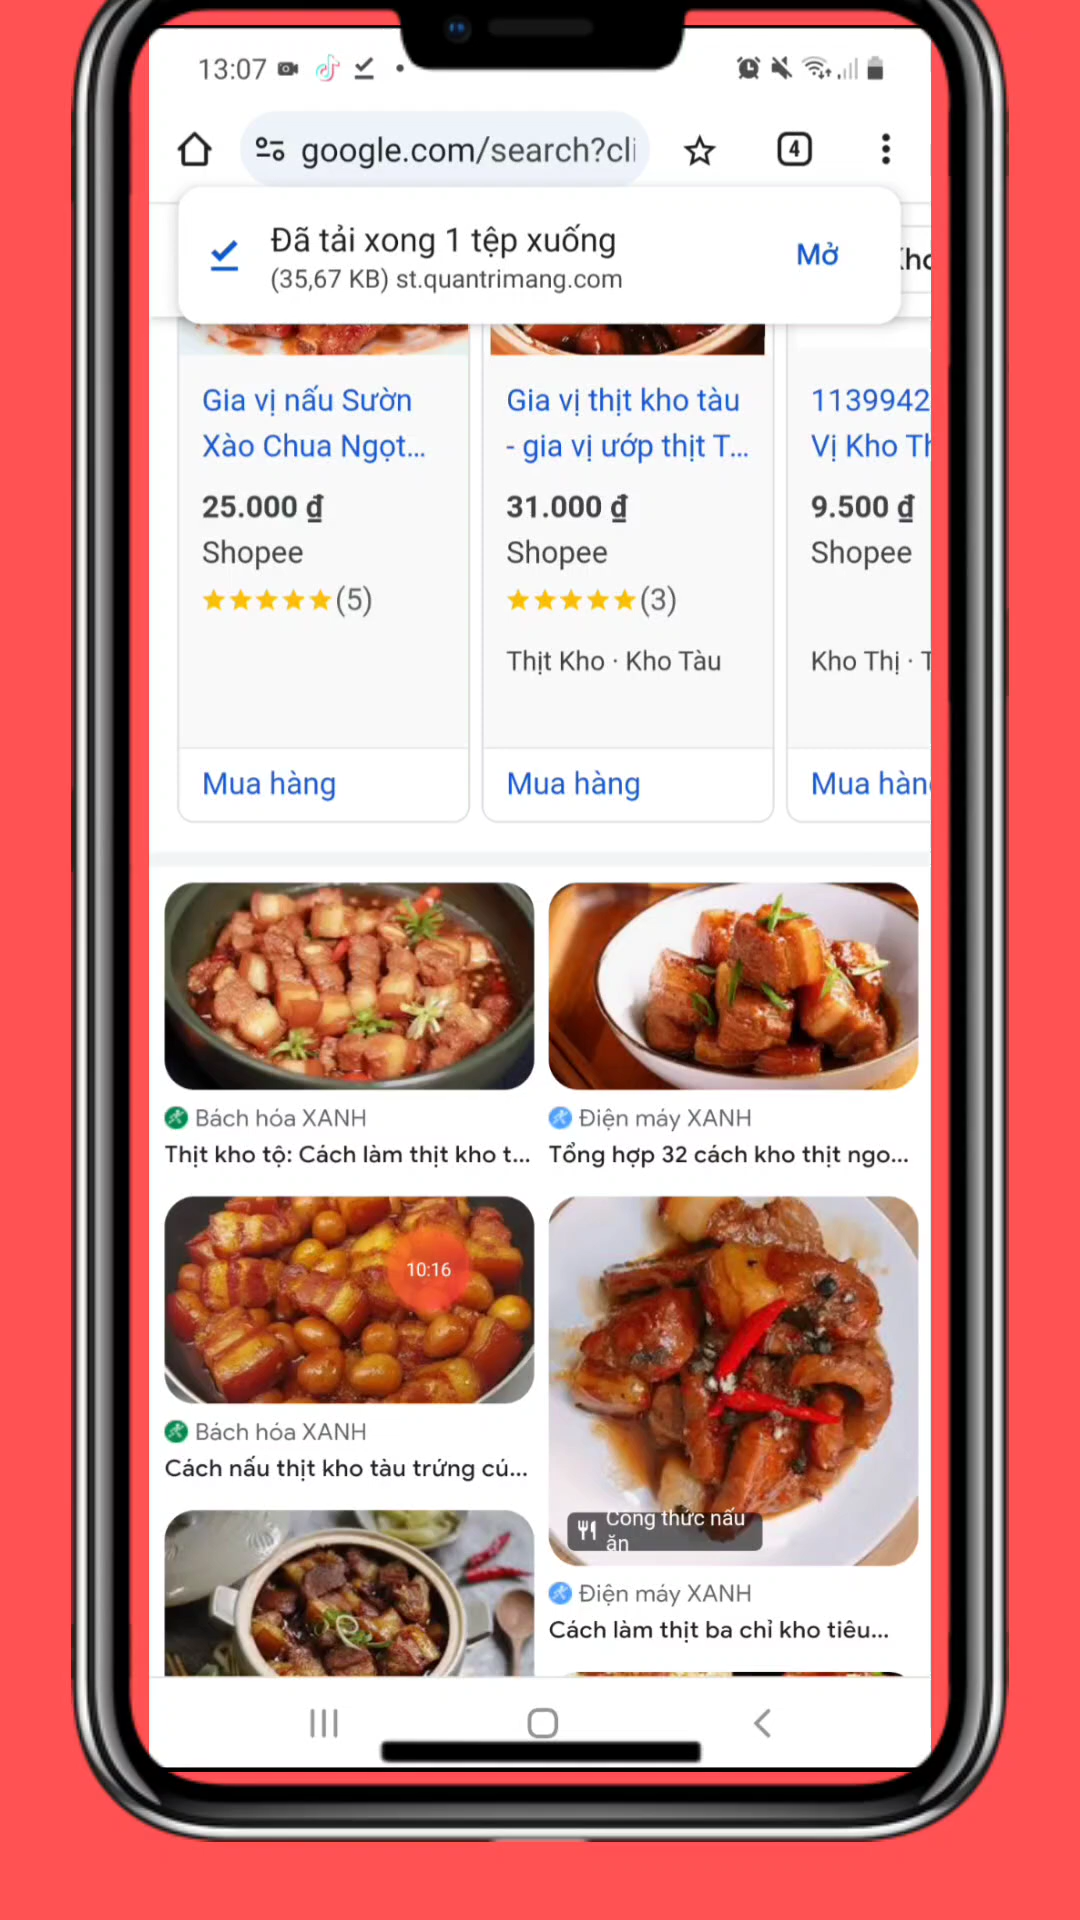 13:07
google.com/search?cli
4
Đã tải xong 1 tệp xuống
Mở
(35,67 KB) st.quantrimang.com
Gia vị nấu Sườn
Xào Chua Ngọt...
25.000 ₫
Shopee
(5)
Mua hàng
Gia vị thịt kho tàu
- gia vị ướp thịt T...
31.000 ₫
Shopee
(3)
Thịt Kho · Kho Tàu
Mua hàng
1139942
Vị Kho Th
9.500 ₫
Shopee
Kho Thị · T
Mua hàn
Bách hóa XANH
Thịt kho tộ: Cách làm thịt kho t...
Điện máy XANH
Tổng hợp 32 cách kho thịt ngo...
10:16
Bách hóa XANH
Cách nấu thịt kho tàu trứng cú...
Công thức nấu
ăn
Điện máy XANH
Cách làm thịt ba chỉ kho tiêu...